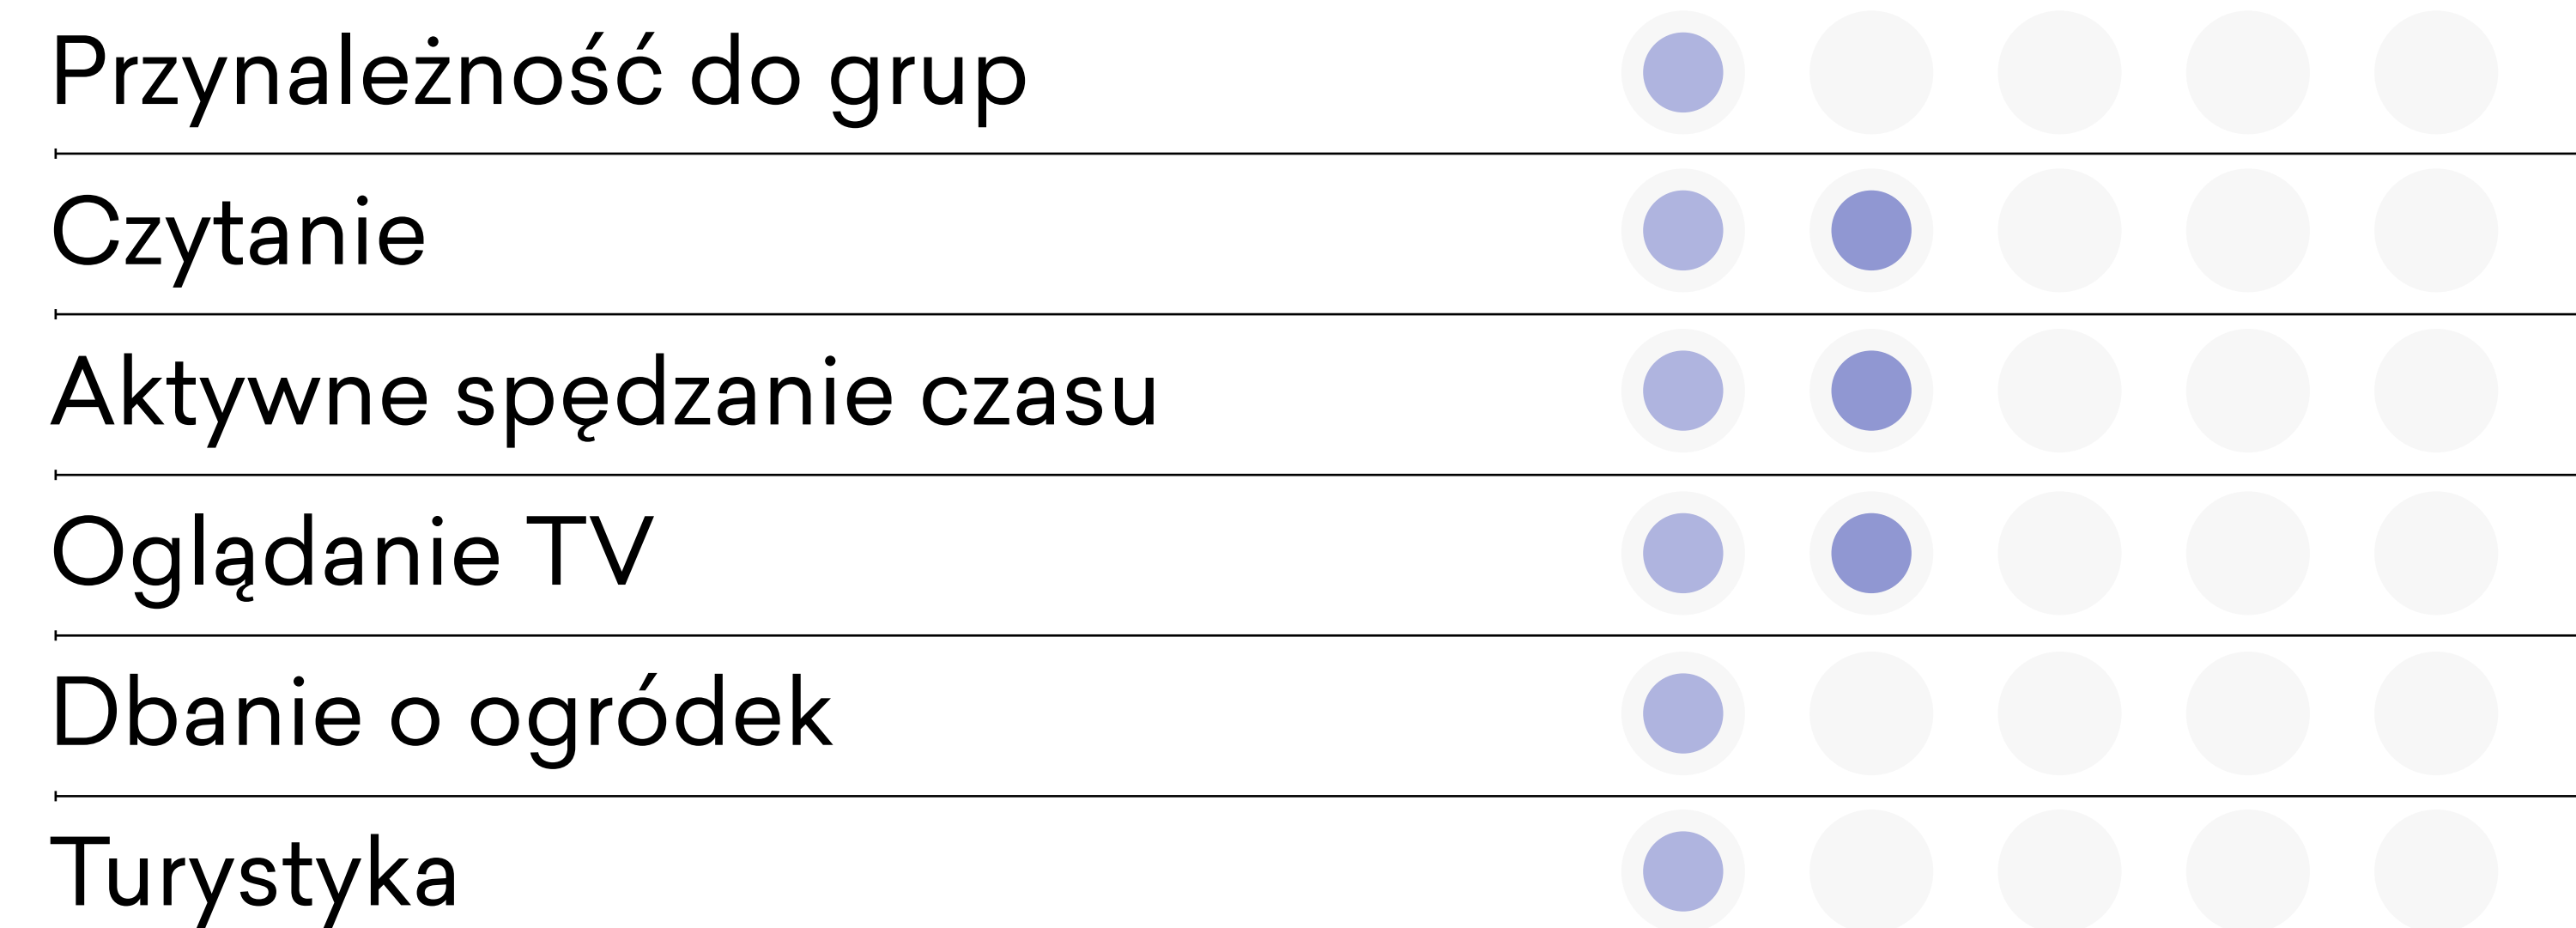 Przynależność do grup
Czytanie
Aktywne spędzanie czasu
Oglądanie TV
Dbanie o ogródek
Turystyka